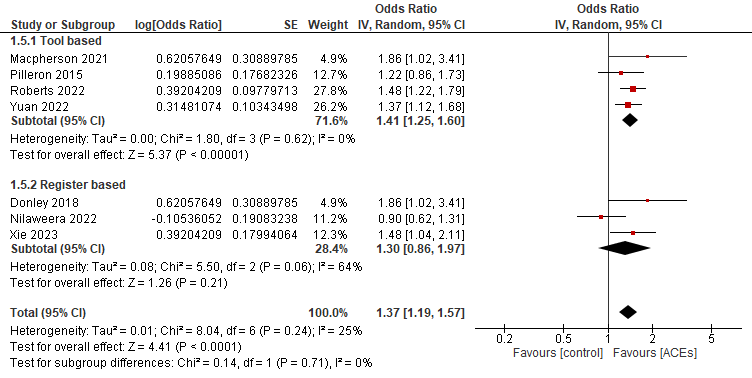 Odds Ratio Odds Ratio
Study or Subgroup log[Odds Ratio] SE Weight IV, Random, 95% CI IV, Random, 95% CI
1.5.1 Tool based
Macpherson 2021 0.62057649 0.30889785 4.9% 1.86 [1.02, 3.41]
Pilleron 2015 0.19885086 0.17682326 12.7% 1.22 [0.86, 1.73]
Roberts 2022 0.39204209 0.09779713 27.8% 1.48 [1.22, 1.79]
Yuan 2022 0.31481074 0.10343498 26.2% 1.37 [1.12, 1.68]
Subtotal (95% CI) 71.6% 1.41 [1.25, 1.60]
Heterogeneity: Tau² = 0.00; Chi² = 1.80, df = 3 (P = 0.62); I² = 0%
Test for overall effect: Z = 5.37 (P < 0.00001)
1.5.2 Register based
Donley 2018 0.62057649 0.30889785 4.9% 1.86 [1.02, 3.41]
Nilaweera 2022 -0.10536052 0.19083238 11.2% 0.90 [0.62, 1.31]
Xie 2023 0.39204209 0.17994064 12.3% 1.48 [1.04, 2.11]
Subtotal (95% CI) 28.4% 1.30 [0.86, 1.97]
Heterogeneity: Tau² = 0.08; Chi² = 5.50, df = 2 (P = 0.06); I² = 64%
Test for overall effect: Z = 1.26 (P = 0.21)
Total (95% CI) 100.0% 1.37 [1.19, 1.57]
Heterogeneity: Tau² = 0.01; Chi² = 8.04, df = 6 (P = 0.24); I² = 25%
Test for overall effect: Z = 4.41 (P < 0.0001)
Test for subgroup differences: Chi² = 0.14, df = 1 (P = 0.71), I² = 0%
0.2 0.5 1 2 5
Favours [control] Favours [ACEs]